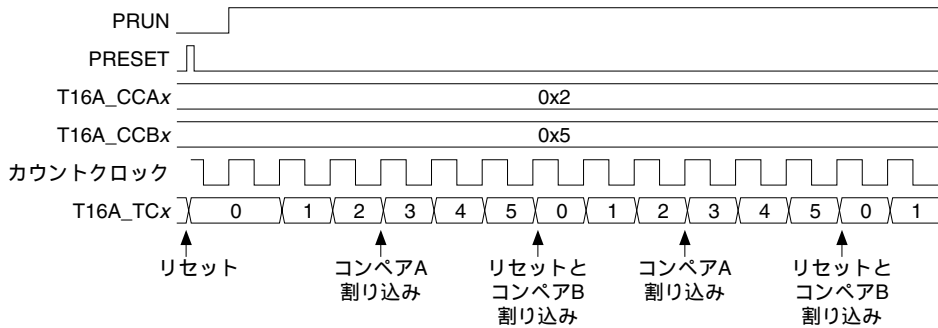 PRUN
PRESET
T16A_CCAx
0x2
T16A_CCBx
0x5
カウントクロック
T16A_TCx
0 1 2 3 4 5 0 1 2 3 4 5 0 1
リセット
コンペアA
割り込み
リセットと
コンペアB
割り込み
コンペアA
割り込み
リセットと
コンペアB
割り込み